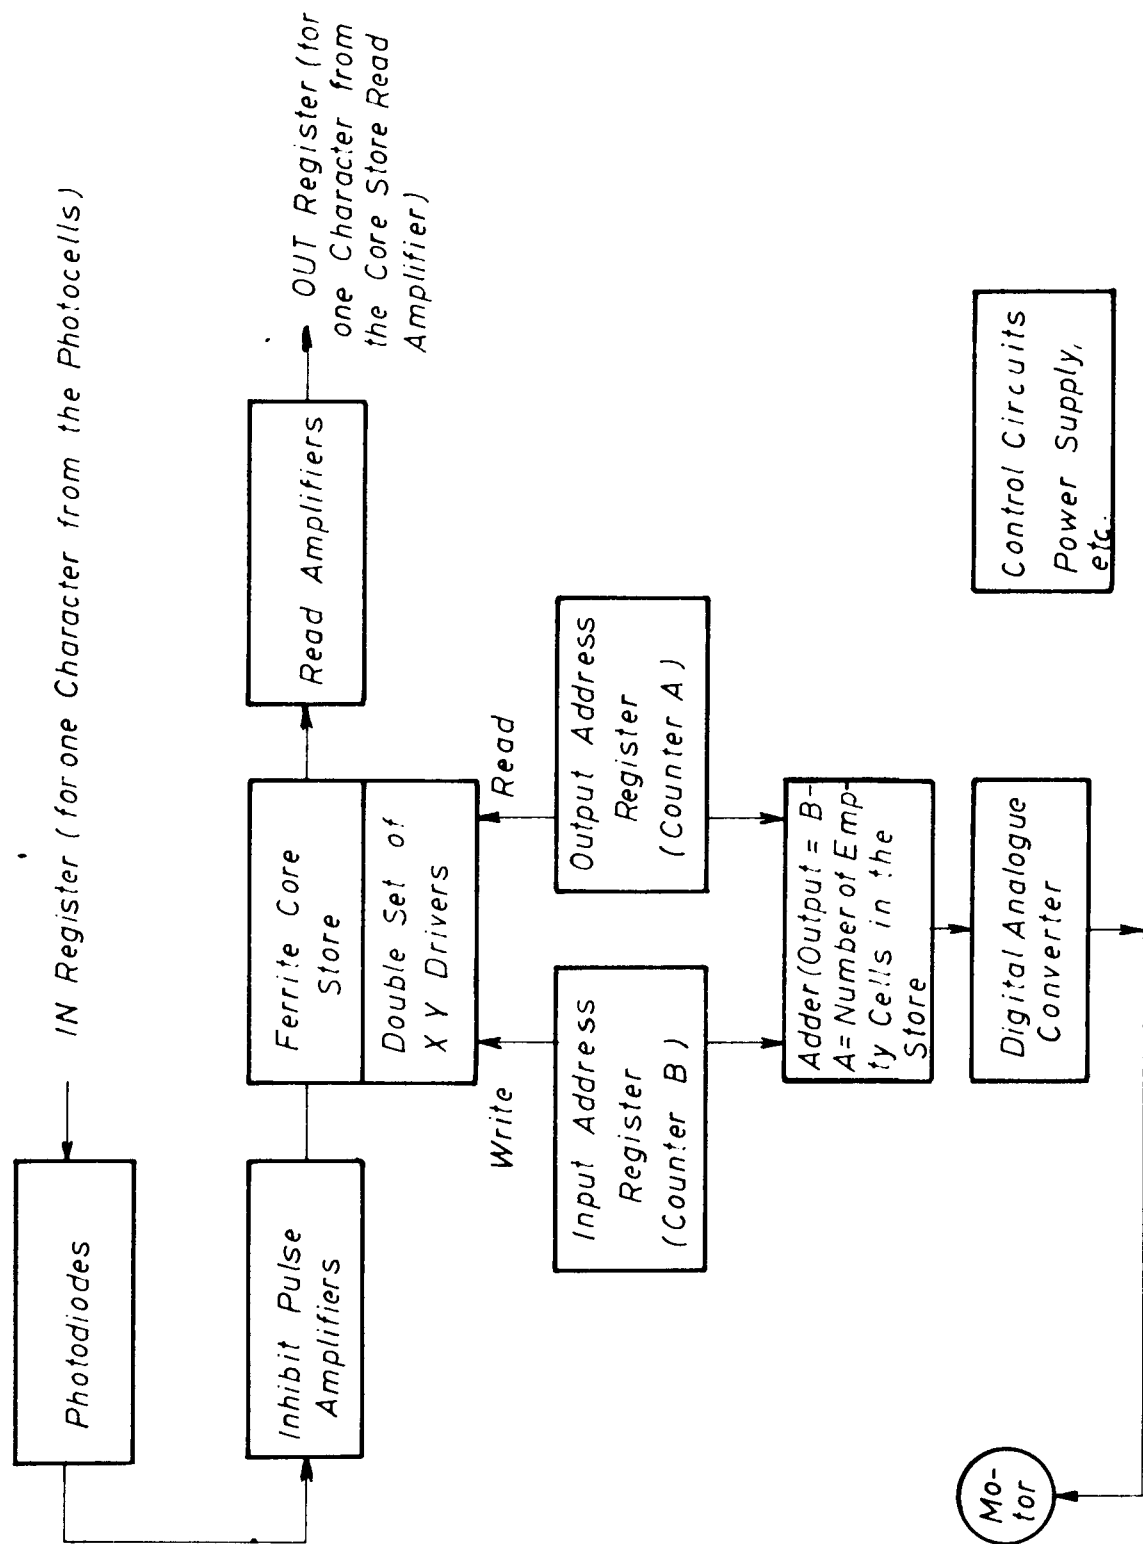 IN Register (for one Character from the Photocells)
Photodiodes
Inhibit Pulse
Amplifiers
Ferrite Core
Store
Double Set of
X Y Drivers
Read Amplifiers
OUT Register (for
one Character from
the Core Store Read
Amplifier)
Write
Read
Input Address
Register
(Counter B)
Output Address
Register
(Counter A)
Adder (Output = B-
A = Number of Emp-
ty Cells in the
Store
Digital Analogue
Converter
Mo-
tor
Control Circuits
Power Supply,
etc.